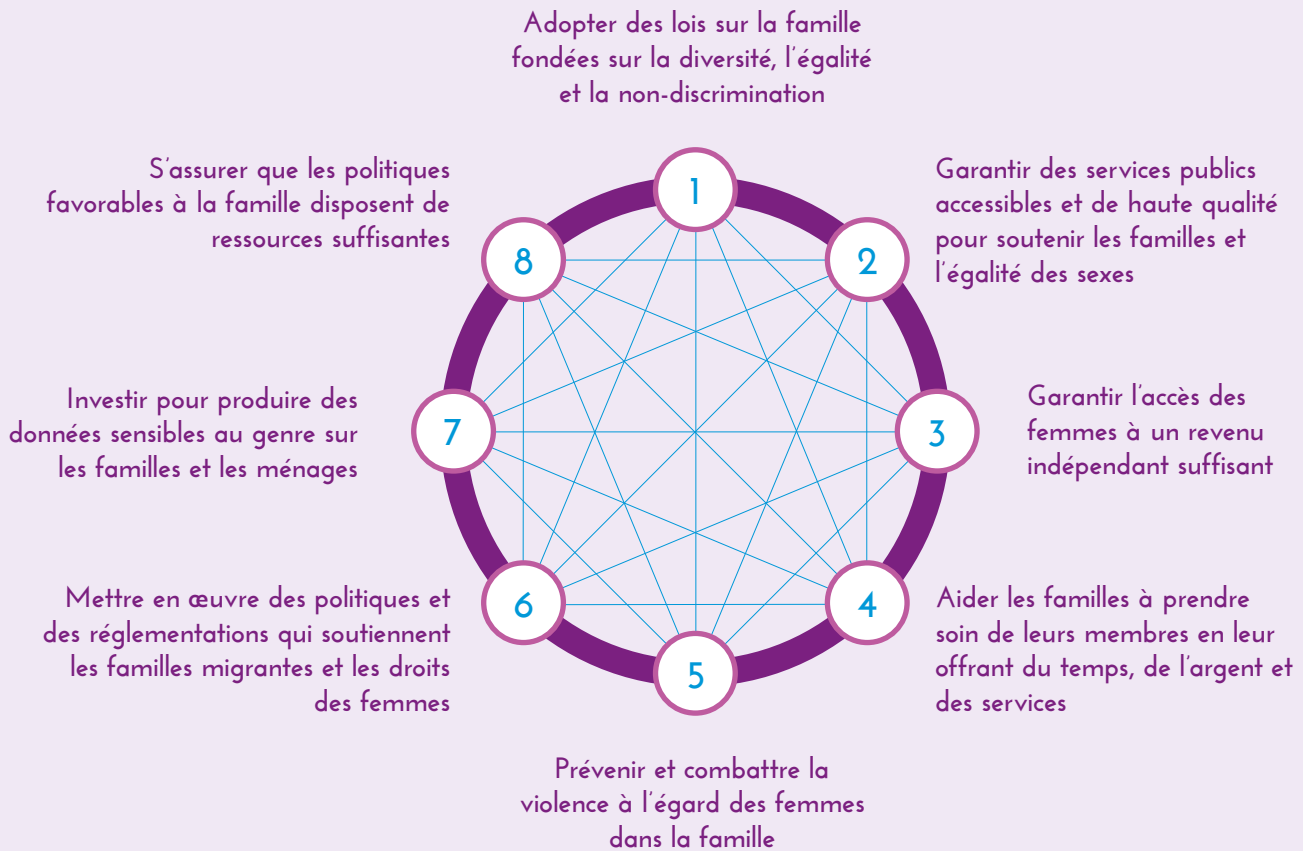 Adopter des lois sur la famille
fondées sur la diversité, l'égalité
et la non-discrimination
1
Garantir des services publics
accessibles et de haute qualité
pour soutenir les familles et
l'égalité des sexes
2
Garantir l'accès des
femmes à un revenu
indépendant suffisant
3
Aider les familles à prendre
soin de leurs membres en leur
offrant du temps, de l'argent et
des services
4
Prévenir et combattre la
violence à l'égard des femmes
dans la famille
5
Mettre en œuvre des politiques et
des réglementations qui soutiennent
les familles migrantes et les droits
des femmes
6
Investir pour produire des
données sensibles au genre sur
les familles et les ménages
7
S'assurer que les politiques
favorables à la famille disposent de
ressources suffisantes
8